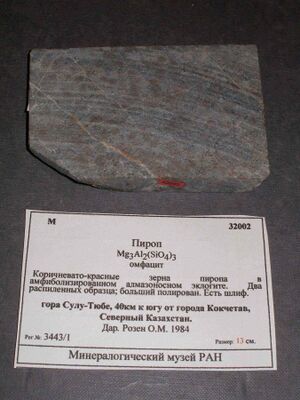 М 32002
Пироп
Mg3Al2(SiO4)3
омфацит
Коричневато-красные зерна пиропа в
амфиболизированном алмазоносном эклогите. Два
распиленных образца; больший полирован. Есть шлиф.
гора Сулу-Тюбе, 40км к югу от города Кокчетав,
Северный Казахстан.
Дар. Розен О.М. 1984
Рег № 3443/1 Размер: 13 см.
Минералогический музей РАН